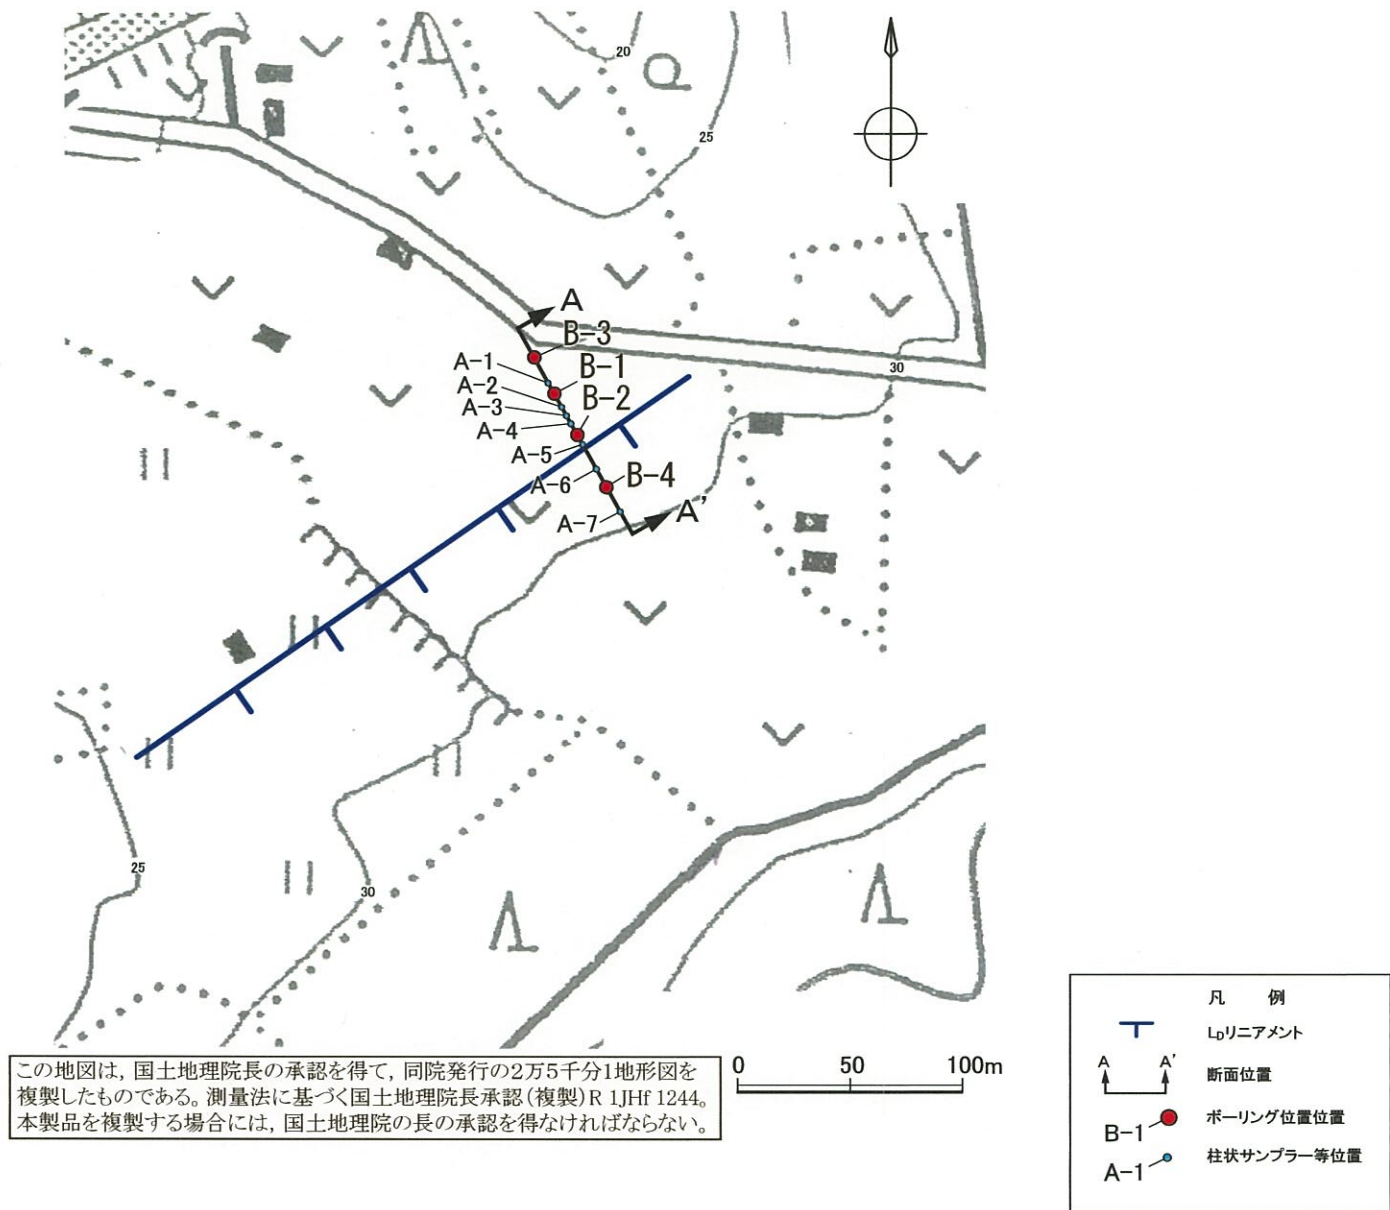 20
25
A
B-3
A-1
B-1
A-2
A-3
B-2
A-4
A-5
A-6
B-4
A-7
A'
30
25
30
この地図は,国土地理院長の承認を得て,同院発行の2万5千分1地形図を
複製したものである。測量法に基づく国土地理院長承認(複製)R 1JHf 1244。
本製品を複製する場合には,国土地理院の長の承認を得なければならない。
0 50 100m
凡 例
LDリニアメント
A A'
断面位置
B-1 ボーリング位置位置
A-1 柱状サンプラー等位置